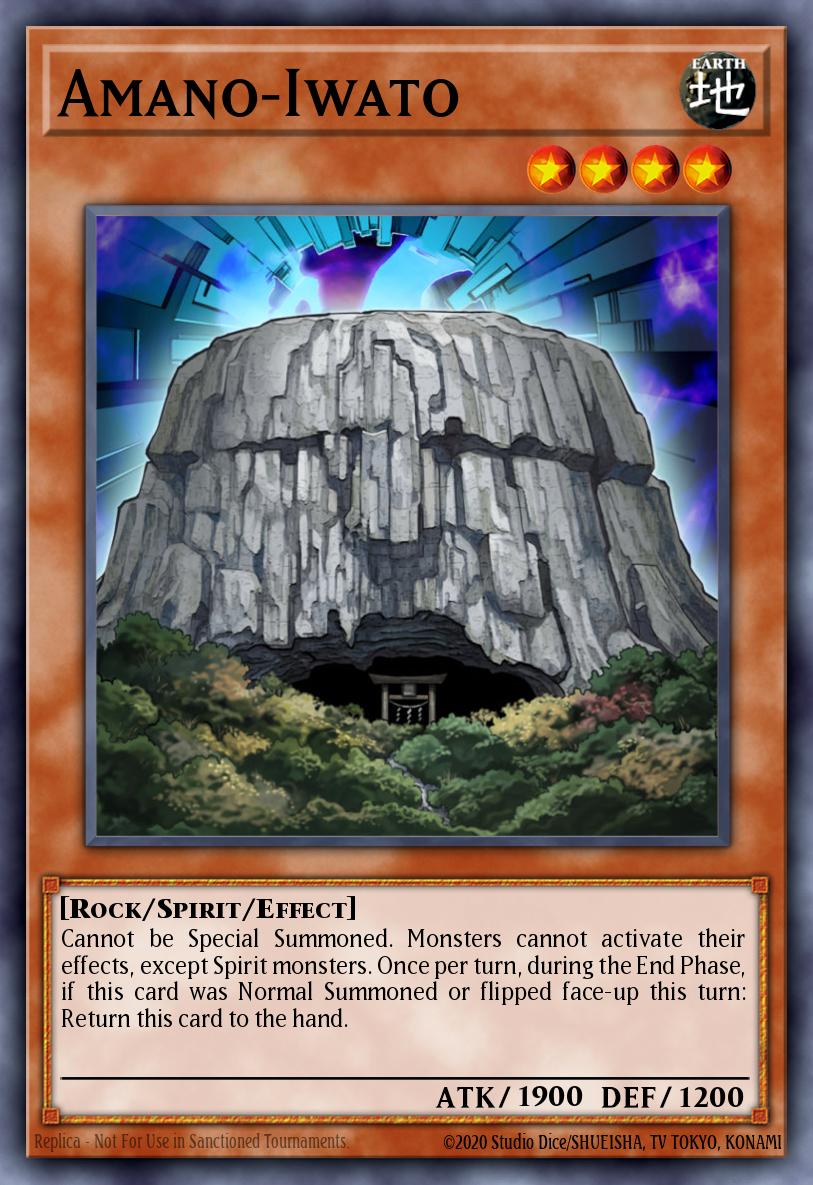 Amano-Iwato
EARTH
地
[Rock/Spirit/Effect]
Cannot be Special Summoned. Monsters cannot activate their
effects, except Spirit monsters. Once per turn, during the End Phase,
if this card was Normal Summoned or flipped face-up this turn:
Return this card to the hand.
ATK/1900 DEF/1200
Replica - Not For Use in Sanctioned Tournaments.
©2020 Studio Dice/SHUEISHA, TV TOKYO, KONAMI